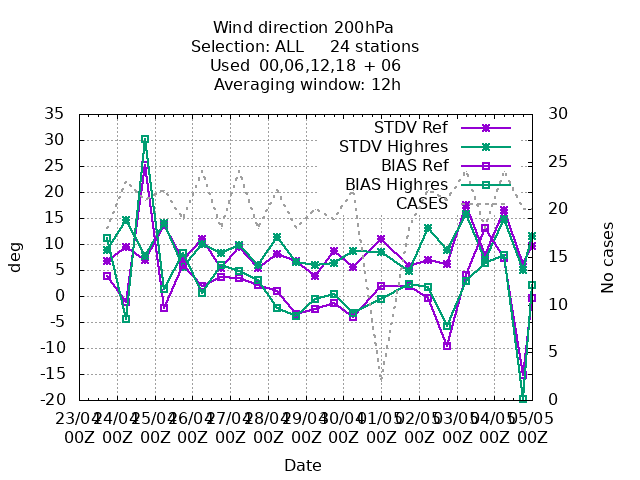 Wind direction 200hPa
Selection: ALL 24 stations
Used 00,06,12,18 + 06
Averaging window: 12h
35 30 25 20 15 10 5 0 -5 -10 -15 -20
deg
STDV Ref
STDV Highres
BIAS Ref
BIAS Highres
CASES
30 25 20 15 10 5 0
No cases
23/04 24/04 25/04 26/04 27/04 28/04 29/04 30/04 01/05 02/05 03/05 04/05 05/05
00Z 00Z 00Z 00Z 00Z 00Z 00Z 00Z 00Z 00Z 00Z 00Z 00Z
Date